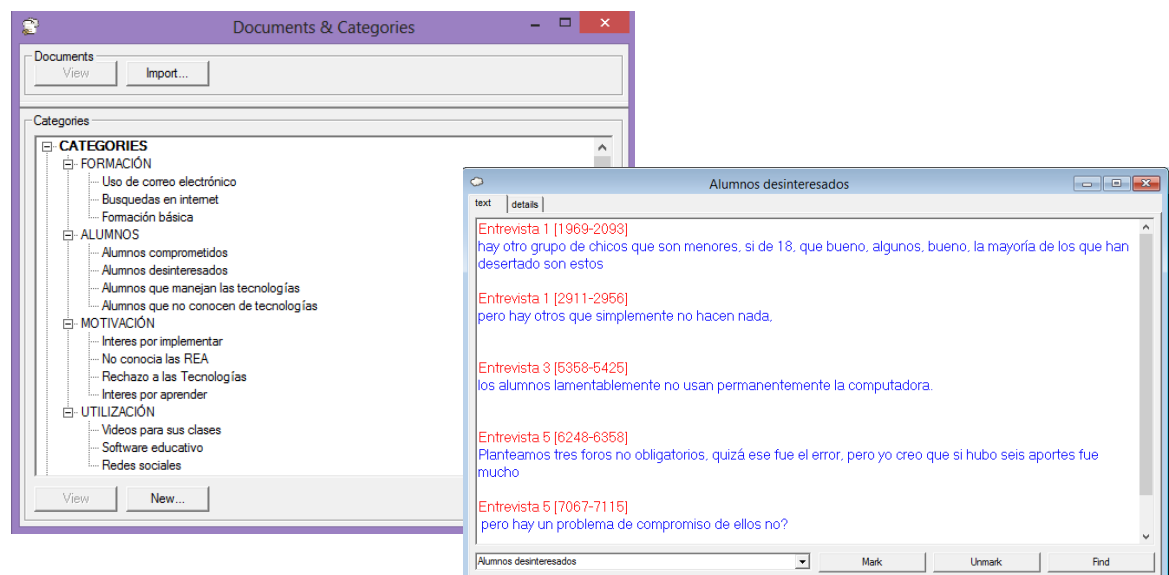 Documents & Categories
Documents
View
Import...
Categories
CATEGORIES
FORMACIÓN
Uso de correo electrónico
Busquedas en internet
Formación básica
ALUMNOS
Alumnos comprometidos
Alumnos desinteresados
Alumnos que manejan las tecnologías
Alumnos que no conocen de tecnologías
MOTIVACIÓN
Interes por implementar
No conocia las REA
Rechazo a las Tecnologías
Interes por aprender
UTILIZACIÓN
Videos para sus clases
Software educativo
Redes sociales
View
New...
Alumnos desinteresados
text
details
Entrevista 1 [1969-2093]
hay otro grupo de chicos que son menores, si de 18, que bueno, algunos, bueno, la mayoría de los que han
desertado son estos
Entrevista 1 [2911-2956]
pero hay otros que simplemente no hacen nada,
Entrevista 3 [5358-5425]
los alumnos lamentablemente no usan permanentemente la computadora.
Entrevista 5 [6248-6358]
Planteamos tres foros no obligatorios, quizá ese fue el error, pero yo creo que si hubo seis aportes fue
mucho
Entrevista 5 [7067-7115]
pero hay un problema de compromiso de ellos no?
Alumnos desinteresados
Mark
Unmark
Find